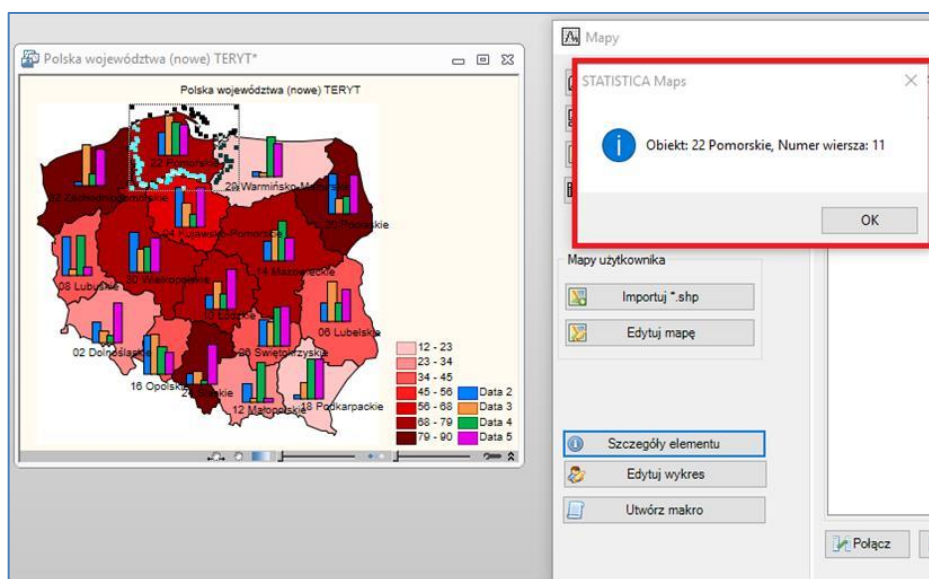 Polska województwa (nowe) TERYT*
Polska województwa (nowe) TERYT
22 Pomorskie
28 Warmińsko-Mazurskie
32 Zachodniopomorskie
20 Podlaskie
04 Kujawsko-Pomorskie
14 Mazowieckie
30 Wielkopolskie
08 Lubuskie
10 Łódzkie
06 Lubelskie
02 Dolnośląskie
26 Świętokrzyskie
16 Opolskie
24 Śląskie
12 Małopolskie
18 Podkarpackie
12 - 23
23 - 34
34 - 45
45 - 56
56 - 68
68 - 79
79 - 90
Data 2
Data 3
Data 4
Data 5
Mapy
STATISTICA Maps
Obiekt: 22 Pomorskie, Numer wiersza: 11
OK
Mapy użytkownika
Importuj *.shp
Edytuj mapę
Szczegóły elementu
Edytuj wykres
Utwórz makro
Połącz